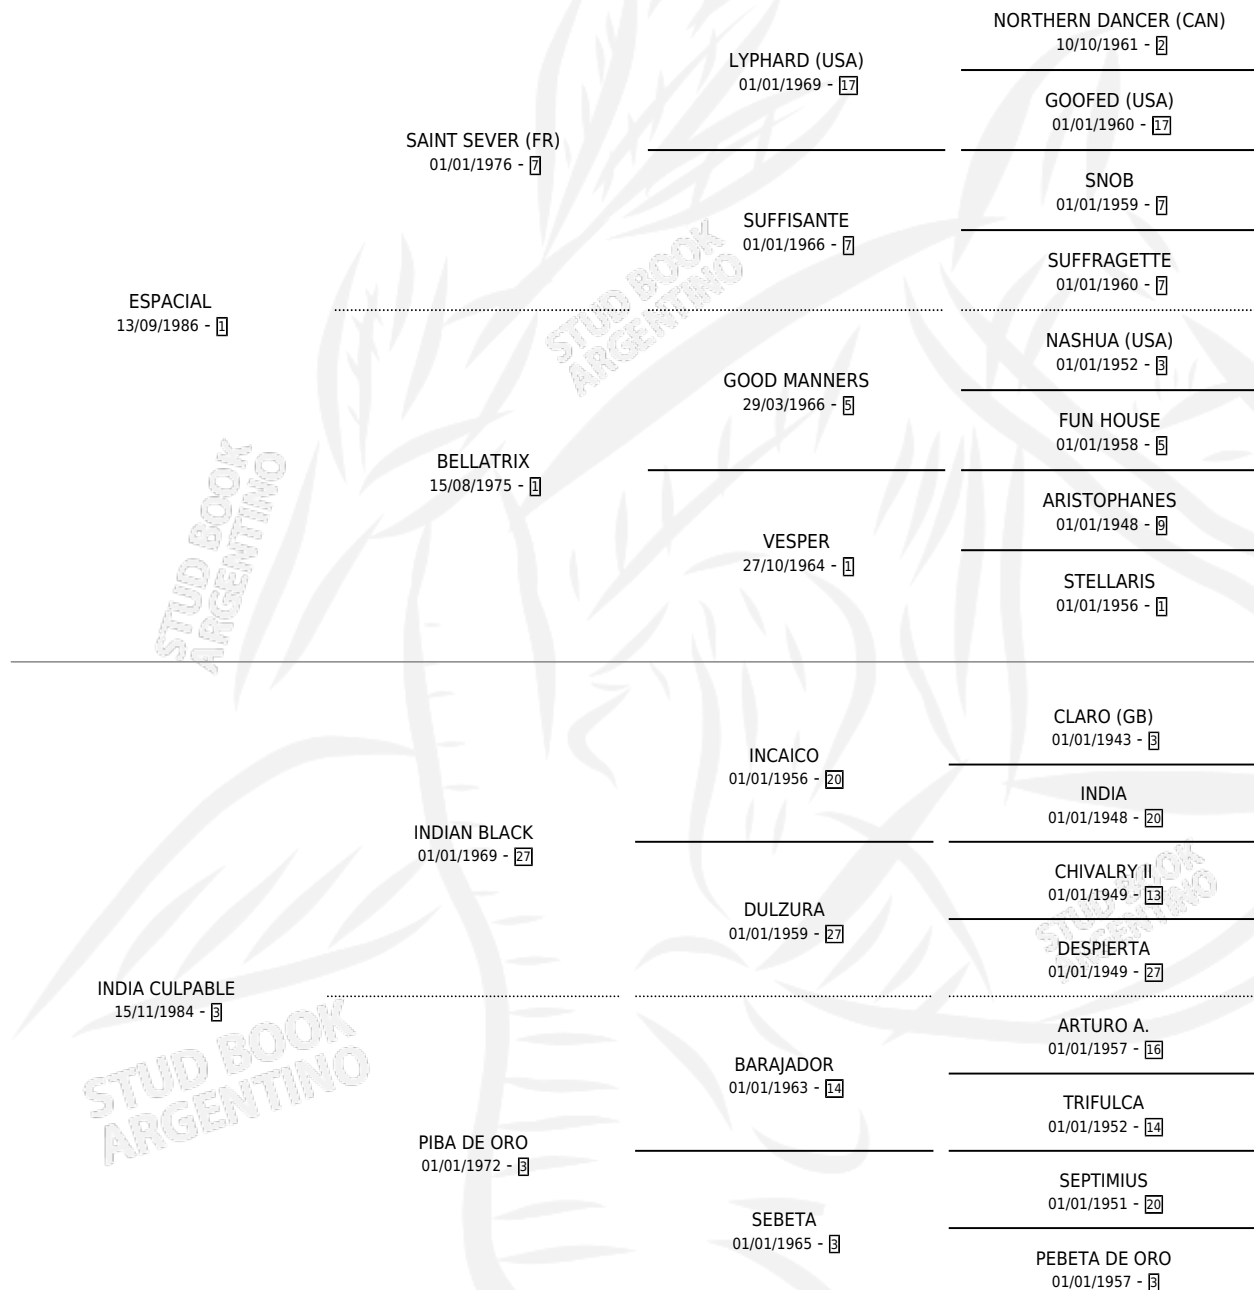 NORTHERN DANCER (CAN)
10/10/1961 - 2
LYPHARD (USA)
01/01/1969 - 17
GOOFED (USA)
01/01/1960 - 17
SAINT SEVER (FR)
01/01/1976 - 7
SNOB
01/01/1959 - 7
SUFFISANTE
01/01/1966 - 7
SUFFRAGETTE
01/01/1960 - 7
ESPACIAL
13/09/1986 - 1
NASHUA (USA)
01/01/1952 - 3
GOOD MANNERS
29/03/1966 - 5
FUN HOUSE
01/01/1958 - 5
BELLATRIX
15/08/1975 - 1
ARISTOPHANES
01/01/1948 - 9
VESPER
27/10/1964 - 1
STELLARIS
01/01/1956 - 1
CLARO (GB)
01/01/1943 - 3
INCAICO
01/01/1956 - 20
INDIA
01/01/1948 - 20
INDIAN BLACK
01/01/1969 - 27
CHIVALRY II
01/01/1949 - 13
DULZURA
01/01/1959 - 27
DESPIERTA
01/01/1949 - 27
INDIA CULPABLE
15/11/1984 - 3
ARTURO A.
01/01/1957 - 16
BARAJADOR
01/01/1963 - 14
TRIFULCA
01/01/1952 - 14
PIBA DE ORO
01/01/1972 - 3
SEPTIMIUS
01/01/1951 - 20
SEBETA
01/01/1965 - 3
PEBETA DE ORO
01/01/1957 - 3
STUD BOOK
ARGENTINO
STUD BOOK
ARGENTINO
STUD BOOK
ARGENTINO
STUD BOOK
ARGENTINO